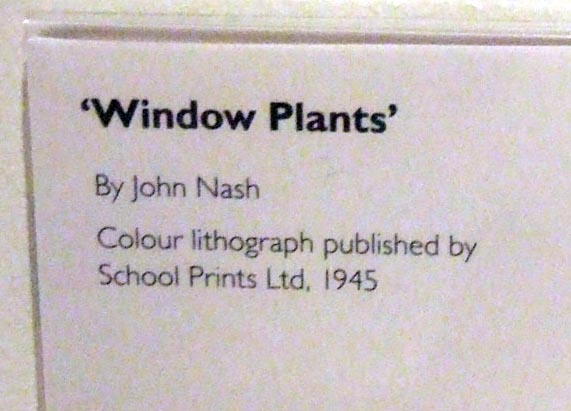 ‘Window Plants’
By John Nash
Colour lithograph published by
School Prints Ltd, 1945